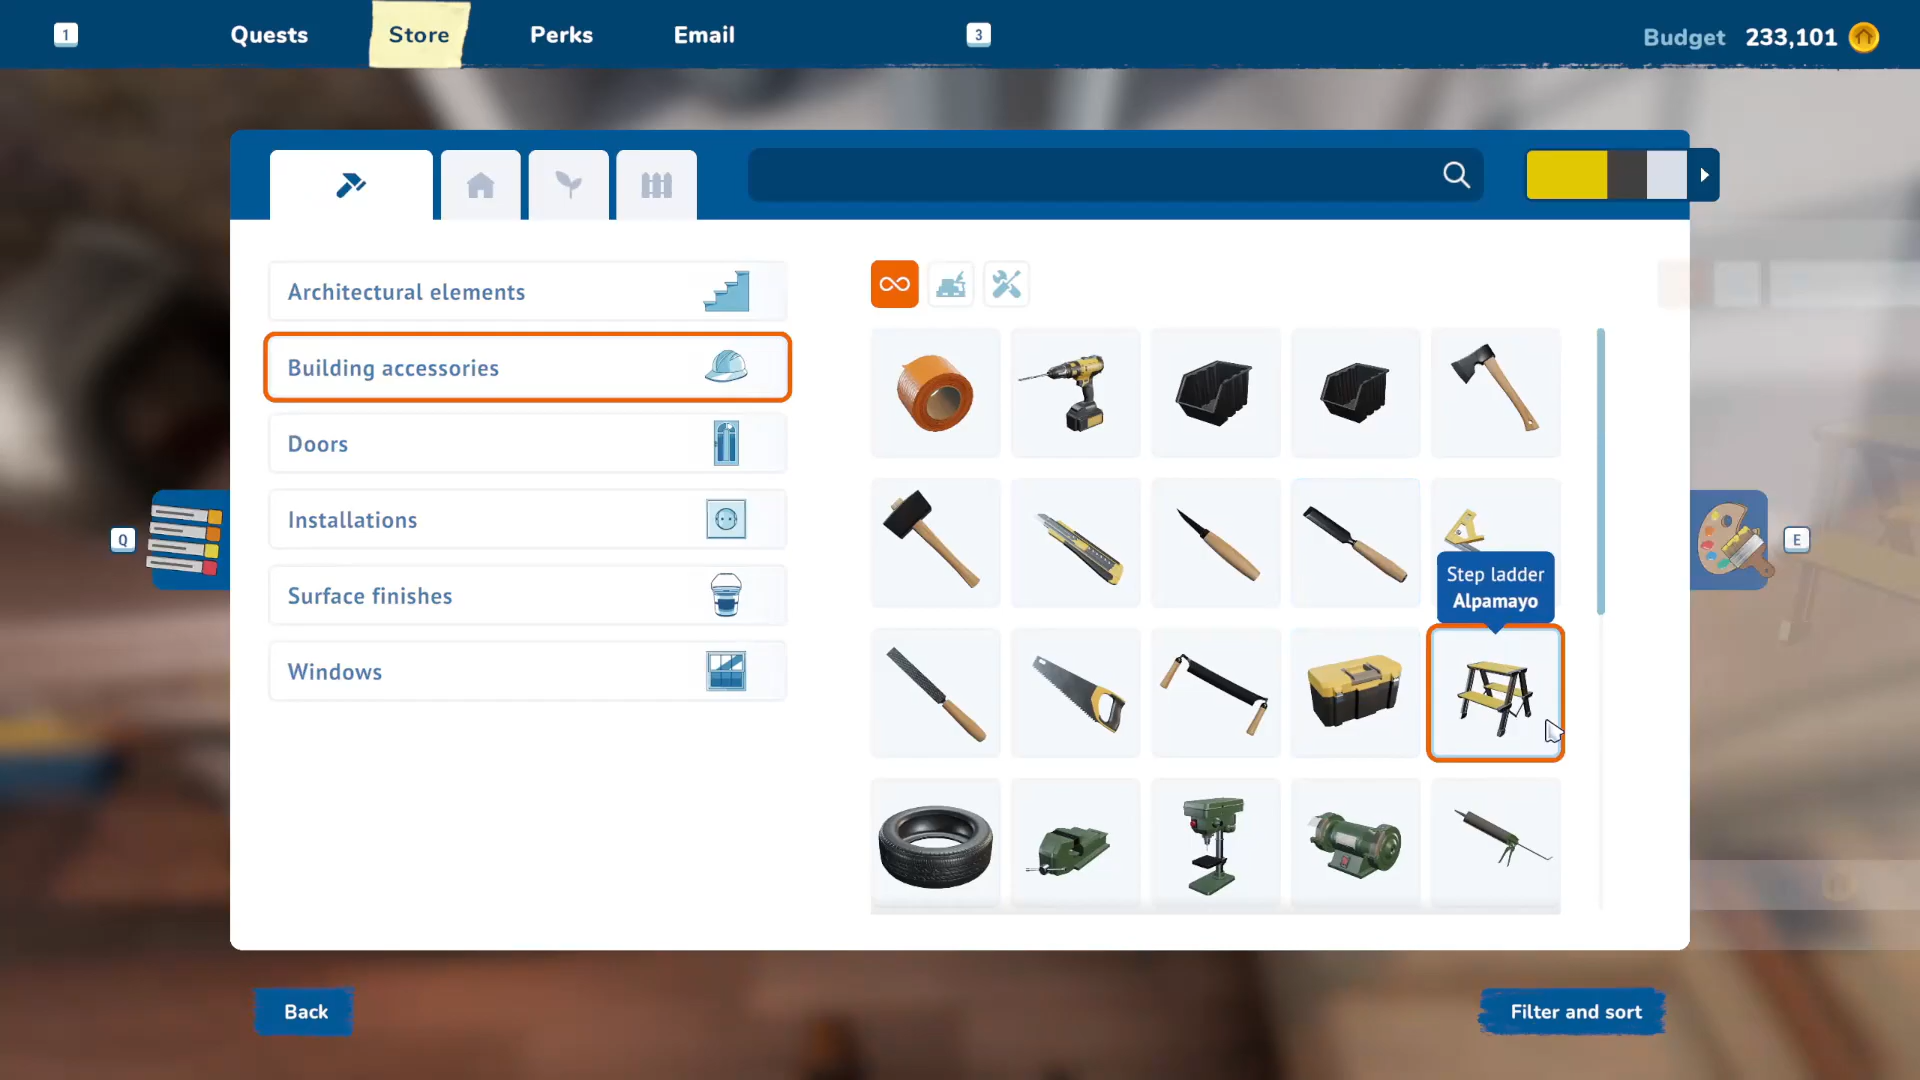 1
Quests
Store
Perks
Email
3
Budget 233,101
Architectural elements
Building accessories
Doors
Installations
Surface finishes
Windows
Step ladder
Alpamayo
Q
E
Back
Filter and sort